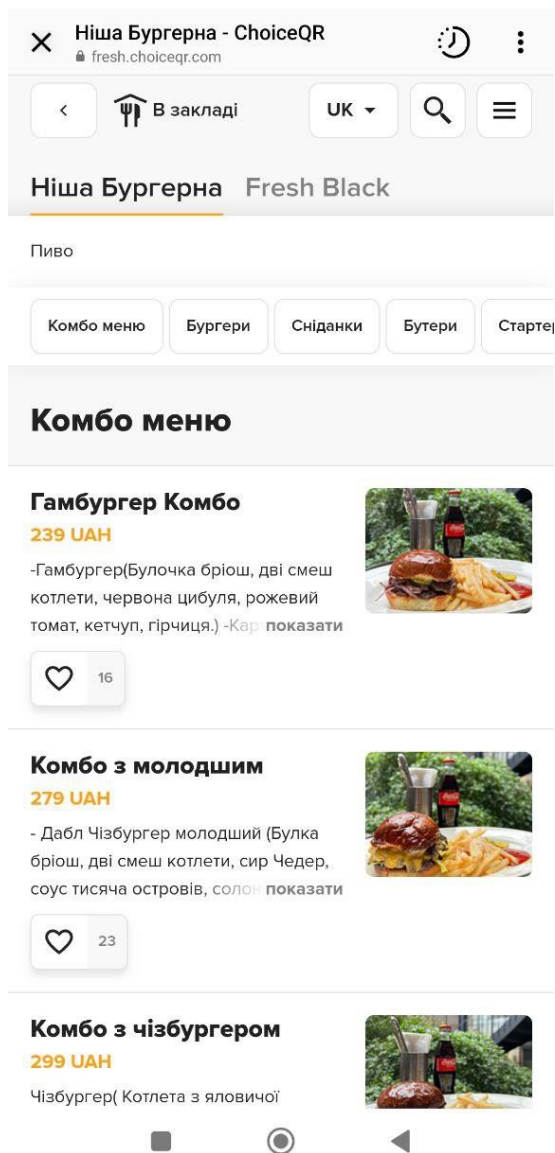 Ніша Бургерна - ChoiceQR
fresh.choiceqr.com
В закладі
UK
Ніша Бургерна Fresh Black
Пиво
Комбо меню Бургери Сніданки Бутери Стартер
Комбо меню
Гамбургер Комбо
239 UAH
-Гамбургер(Булочка бріош, дві смеш
котлети, червона цибуля, рожевий
томат, кетчуп, гірчиця.) -Кар показати
16
Комбо з молодшим
279 UAH
- Дабл Чізбургер молодший (Булка
бріош, дві смеш котлети, сир Чедер,
соус тисяча островів, солон показати
23
Комбо з чізбургером
299 UAH
Чізбургер( Котлета з яловичої